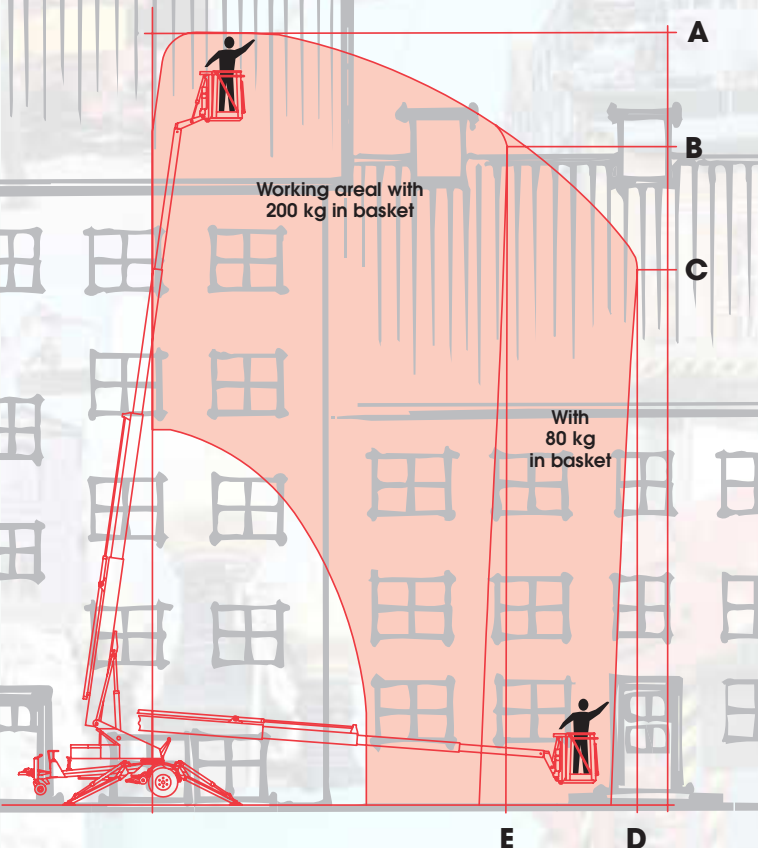 A
B
Working areal with
200 kg in basket
C
With
80 kg
in basket
E
D